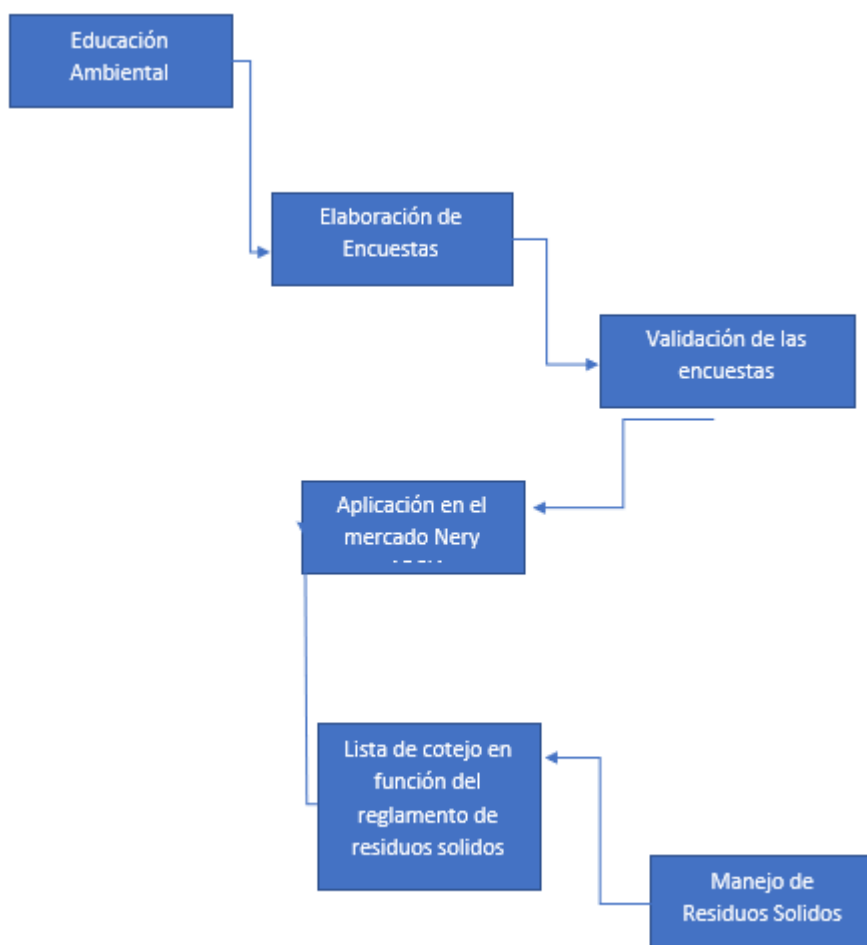 Educación
Ambiental
Elaboración de
Encuestas
Validación de las
encuestas
Aplicación en el
mercado Nery
Lista de cotejo en
función del
reglamento de
residuos solidos
Manejo de
Residuos Solidos